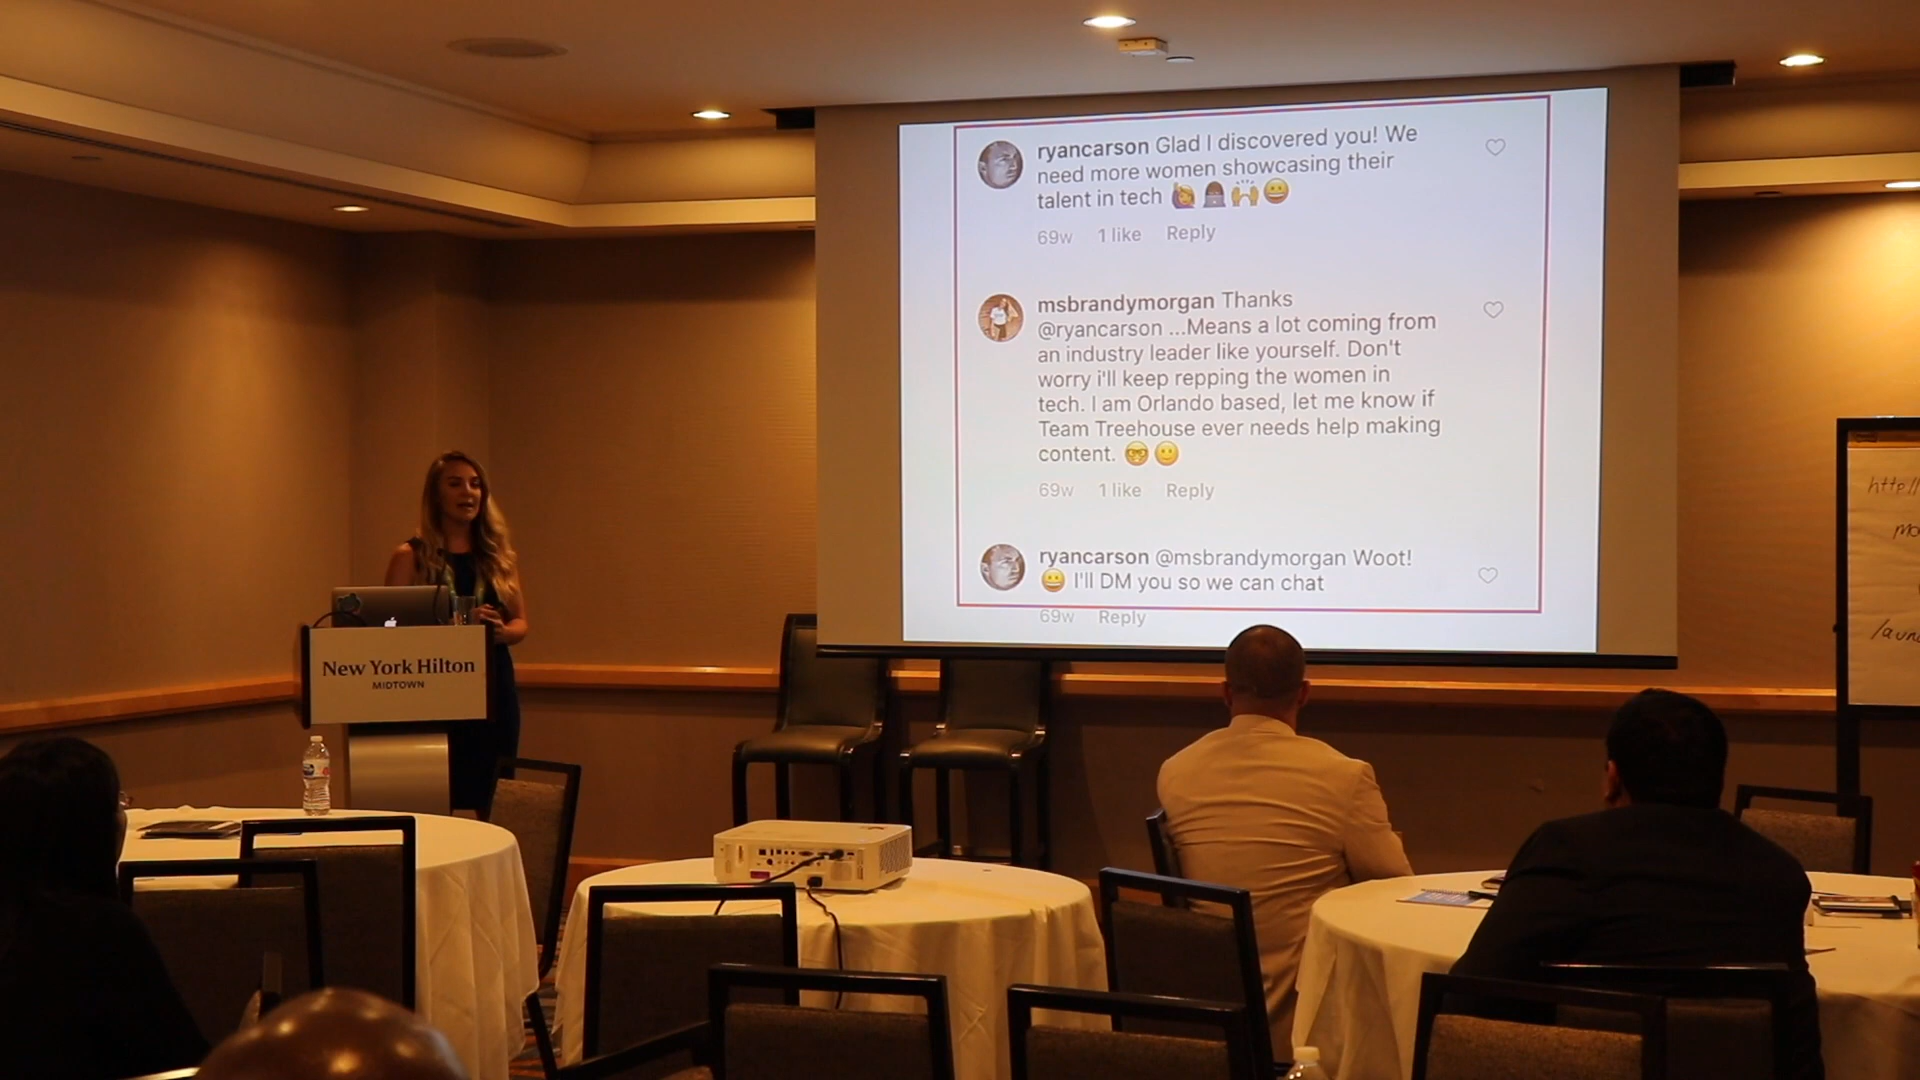 ryancarson Glad I discovered you! We
need more women showcasing their
talent in tech 🙋🧕🙌😀
69w 1 like Reply
msbrandymorgan Thanks
@ryancarson ...Means a lot coming from
an industry leader like yourself. Don't
worry i'll keep repping the women in
tech. I am Orlando based, let me know if
Team Treehouse ever needs help making
content. 🤓🙂
69w 1 like Reply
ryancarson @msbrandymorgan Woot!
😀 I'll DM you so we can chat
69w Reply
New York Hilton
MIDTOWN
http://